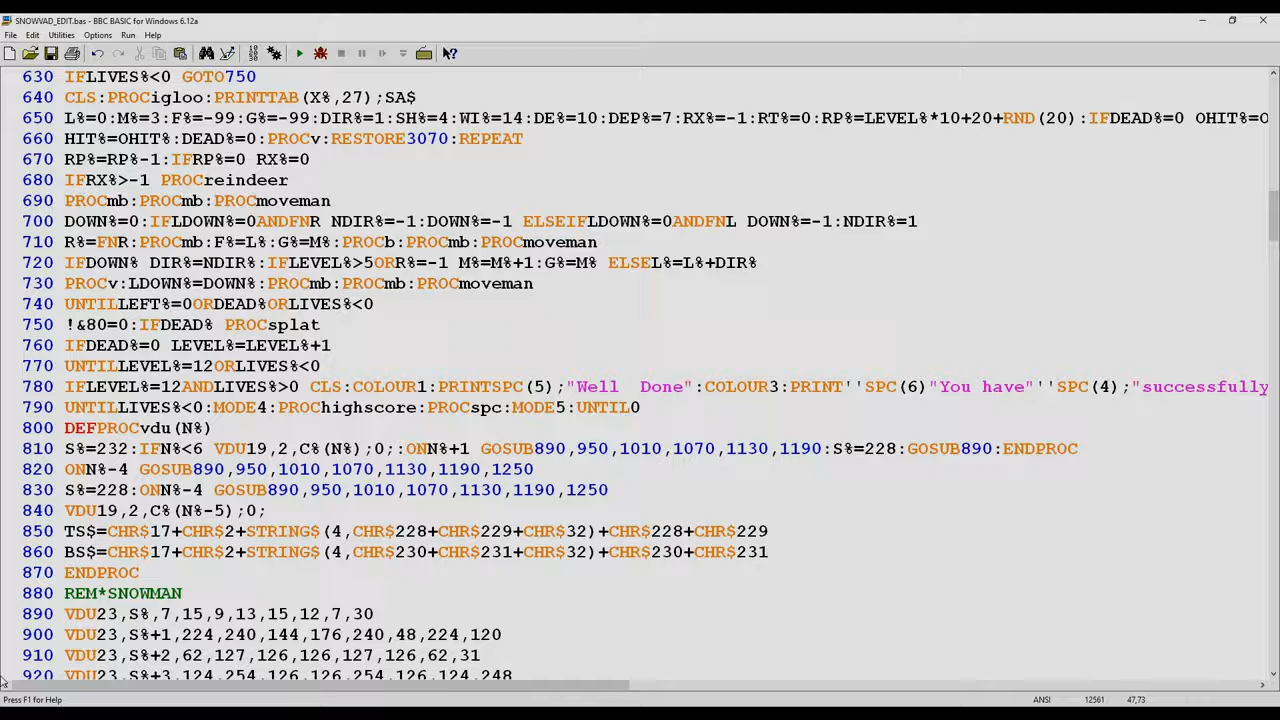 SNOWVAD_EDIT.bas - BBC BASIC for Windows 6.12a
File Edit Utilities Options Run Help
630 IFLIVES%<0 GOTO750
640 CLS:PROCigloo:PRINTTAB(X%,27);SA$
650 L%=0:M%=3:F%=-99:G%=-99:DIR%=1:SH%=4:WI%=14:DE%=10:DEP%=7:RX%=-1:RT%=0:RP%=LEVEL%*10+20+RND(20):IFDEAD%=0 OHIT%=0
660 HIT%=OHIT%:DEAD%=0:PROCv:RESTORE3070:REPEAT
670 RP%=RP%-1:IFRP%=0 RX%=0
680 IFRX%>-1 PROCreindeer
690 PROCmb:PROCmb:PROCmoveman
700 DOWN%=0:IFLDOWN%=0ANDFNR NDIR%=-1:DOWN%=-1 ELSEIFLDOWN%=0ANDFNL DOWN%=-1:NDIR%=1
710 R%=FNR:PROCmb:F%=L%:G%=M%:PROCb:PROCmb:PROCmoveman
720 IFDOWN% DIR%=NDIR%:IFLEVEL%>5ORR%=-1 M%=M%+1:G%=M% ELSEL%=L%+DIR%
730 PROCv:LDOWN%=DOWN%:PROCmb:PROCmb:PROCmoveman
740 UNTILLEFT%=0ORDEAD%ORLIVES%<0
750 !&80=0:IFDEAD% PROCsplat
760 IFDEAD%=0 LEVEL%=LEVEL%+1
770 UNTILLEVEL%=12ORLIVES%<0
780 IFLEVEL%=12ANDLIVES%>0 CLS:COLOUR1:PRINTSPC(5);"Well  Done":COLOUR3:PRINT''SPC(6)"You have"''SPC(4);"successfully
790 UNTILLIVES%<0:MODE4:PROChighscore:PROCspc:MODE5:UNTIL0
800 DEFPROCvdu(N%)
810 S%=232:IFN%<6 VDU19,2,C%(N%);0;:ONN%+1 GOSUB890,950,1010,1070,1130,1190:S%=228:GOSUB890:ENDPROC
820 ONN%-4 GOSUB890,950,1010,1070,1130,1190,1250
830 S%=228:ONN%-4 GOSUB890,950,1010,1070,1130,1190,1250
840 VDU19,2,C%(N%-5);0;
850 TS$=CHR$17+CHR$2+STRING$(4,CHR$228+CHR$229+CHR$32)+CHR$228+CHR$229
860 BS$=CHR$17+CHR$2+STRING$(4,CHR$230+CHR$231+CHR$32)+CHR$230+CHR$231
870 ENDPROC
880 REM*SNOWMAN
890 VDU23,S%,7,15,9,13,15,12,7,30
900 VDU23,S%+1,224,240,144,176,240,48,224,120
910 VDU23,S%+2,62,127,126,126,127,126,62,31
920 VDU23,S%+3,124,254,126,126,254,126,124,248
Press F1 for Help ANSI 12561 47,73